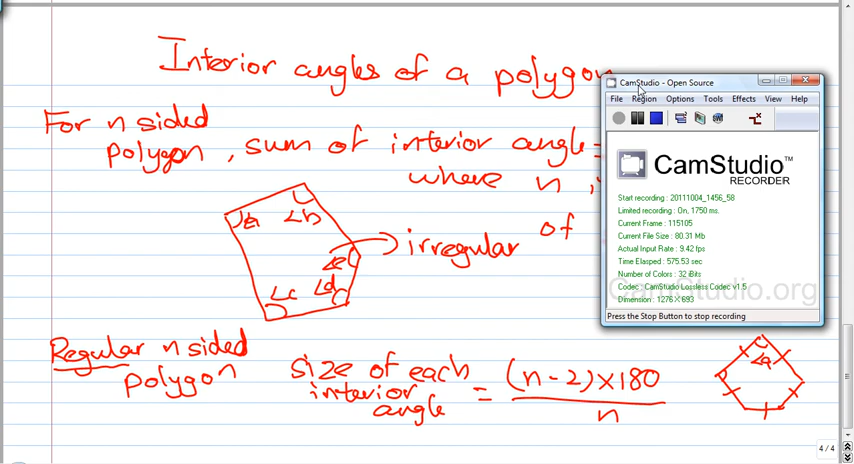 Interior angles of a polygon
For n sided
polygon, sum of interior angle =
where n,
∠a
∠b
∠e
∠d
∠c
irregular
of
CamStudio - Open Source
File Region Options Tools Effects View Help
CamStudio™
RECORDER
Start recording : 20111004_1456_58
Limited recording : On, 1750 ms
Current Frame : 115105
Current File Size : 80.31 Mb
Actual Input Rate : 9.42 fps
Time Elasped : 575.53 sec
Number of Colors : 32 iBits
Codec : CamStudio Lossless Codec v1.5
Dimension : 1276 X 693
CamStudio.org
Press the Stop Button to stop recording
Regular n sided
polygon
size of each
interior
angle
= (n-2)×180
n
∠a
4/4